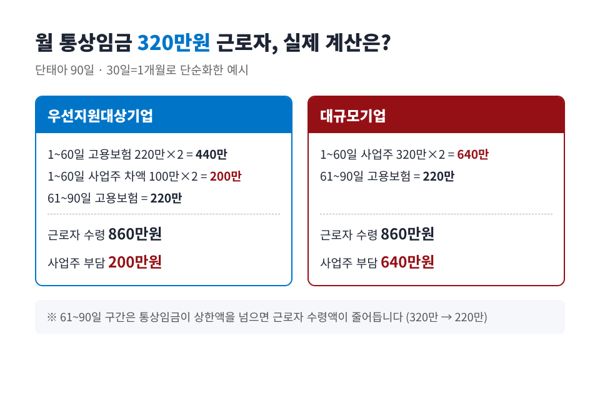 월 통상임금 320만원 근로자, 실제 계산은?
단태아 90일 · 30일=1개월로 단순화한 예시
우선지원대상기업
1~60일 고용보험 220만×2 = 440만
1~60일 사업주 차액 100만×2 = 200만
61~90일 고용보험 = 220만
근로자 수령 860만원
사업주 부담 200만원
대규모기업
1~60일 사업주 320만×2 = 640만
61~90일 고용보험 = 220만
근로자 수령 860만원
사업주 부담 640만원
※ 61~90일 구간은 통상임금이 상한액을 넘으면 근로자 수령액이 줄어듭니다 (320만 → 220만)